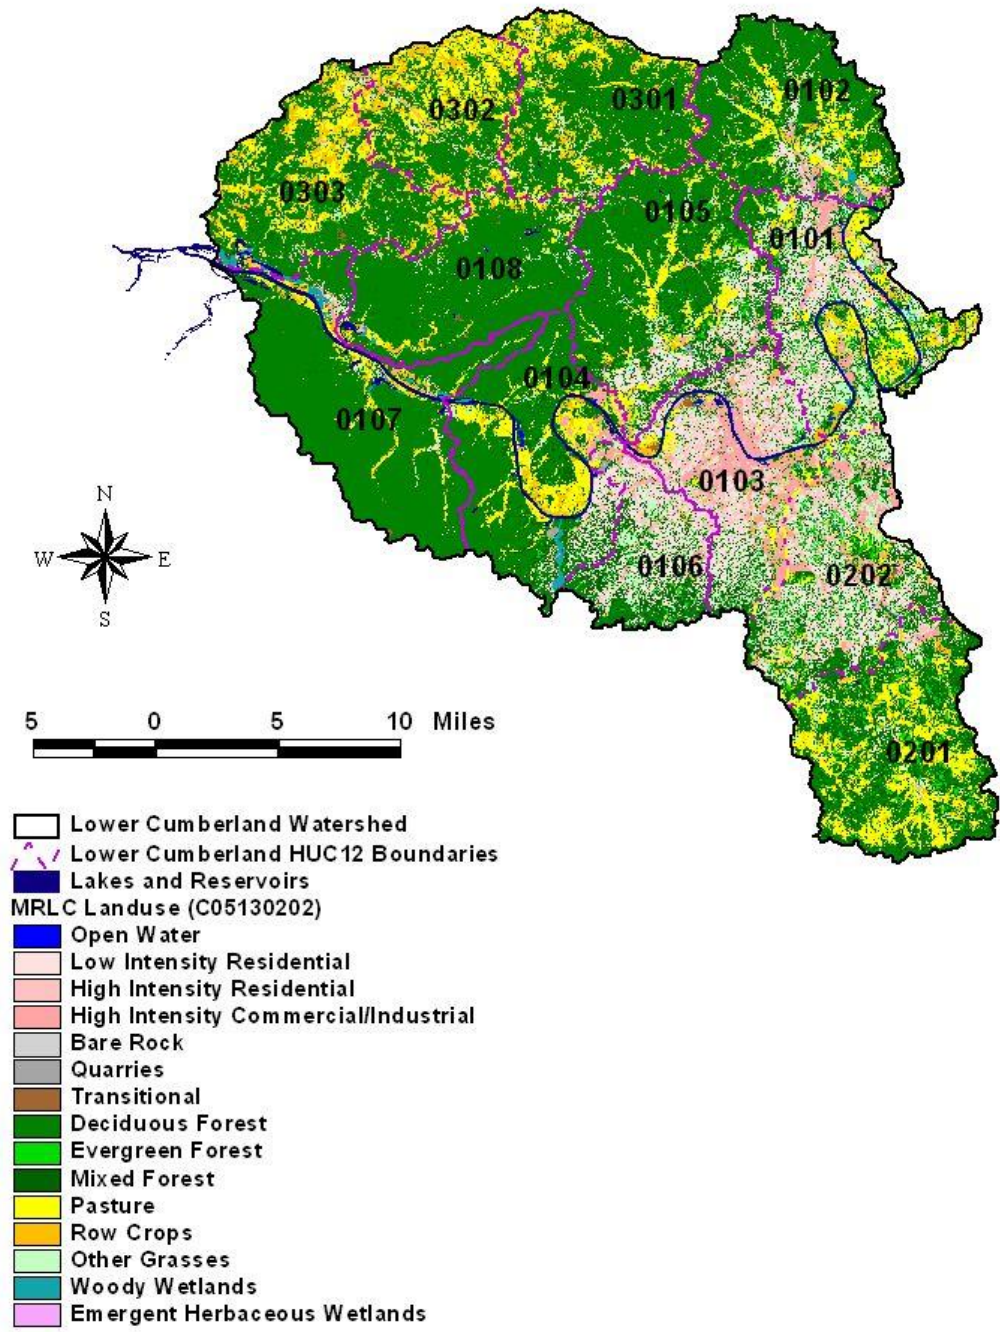 0102
0302
0301
0303
0105
0101
0108
0104
0107
0103
0106
0202
0201
N
W
E
S
5 0 5 10 Miles
Lower Cumberland Watershed
Lower Cumberland HUC12 Boundaries
Lakes and Reservoirs
MRLC Landuse (C05130202)
Open Water
Low Intensity Residential
High Intensity Residential
High Intensity Commercial/Industrial
Bare Rock
Quarries
Transitional
Deciduous Forest
Evergreen Forest
Mixed Forest
Pasture
Row Crops
Other Grasses
Woody Wetlands
Emergent Herbaceous Wetlands